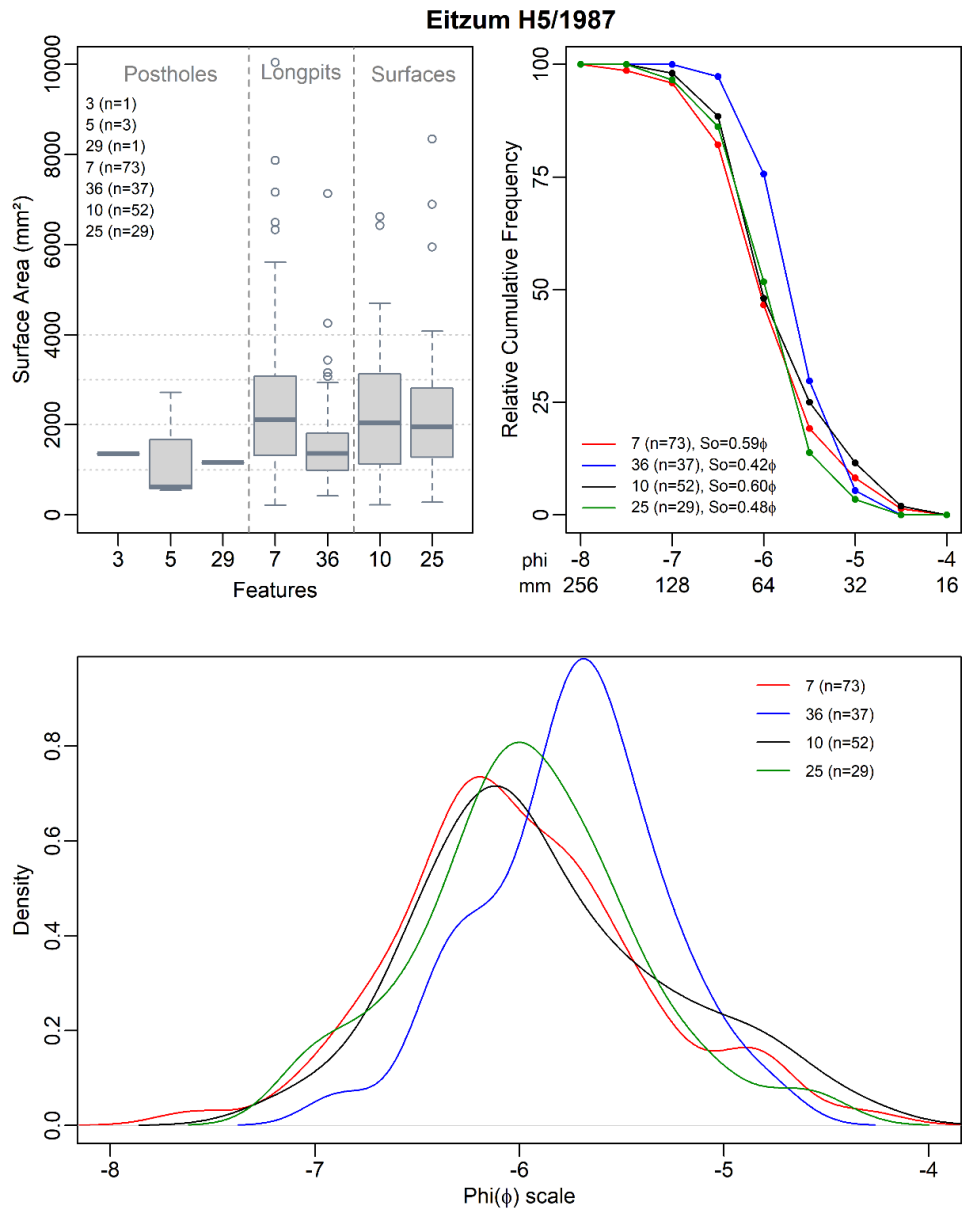 Eitzum H5/1987
Postholes Longpits Surfaces
3 (n=1)
5 (n=3)
29 (n=1)
7 (n=73)
36 (n=37)
10 (n=52)
25 (n=29)
Surface Area (mm²)
10000
8000
6000
4000
2000
0
3 5 29 7 36 10 25
Features
Relative Cumulative Frequency
100
75
50
25
0
7 (n=73), So=0.59ϕ
36 (n=37), So=0.42ϕ
10 (n=52), So=0.60ϕ
25 (n=29), So=0.48ϕ
phi -8 -7 -6 -5 -4
mm 256 128 64 32 16
Density
0.8
0.6
0.4
0.2
0.0
7 (n=73)
36 (n=37)
10 (n=52)
25 (n=29)
-8 -7 -6 -5 -4
Phi(ϕ) scale